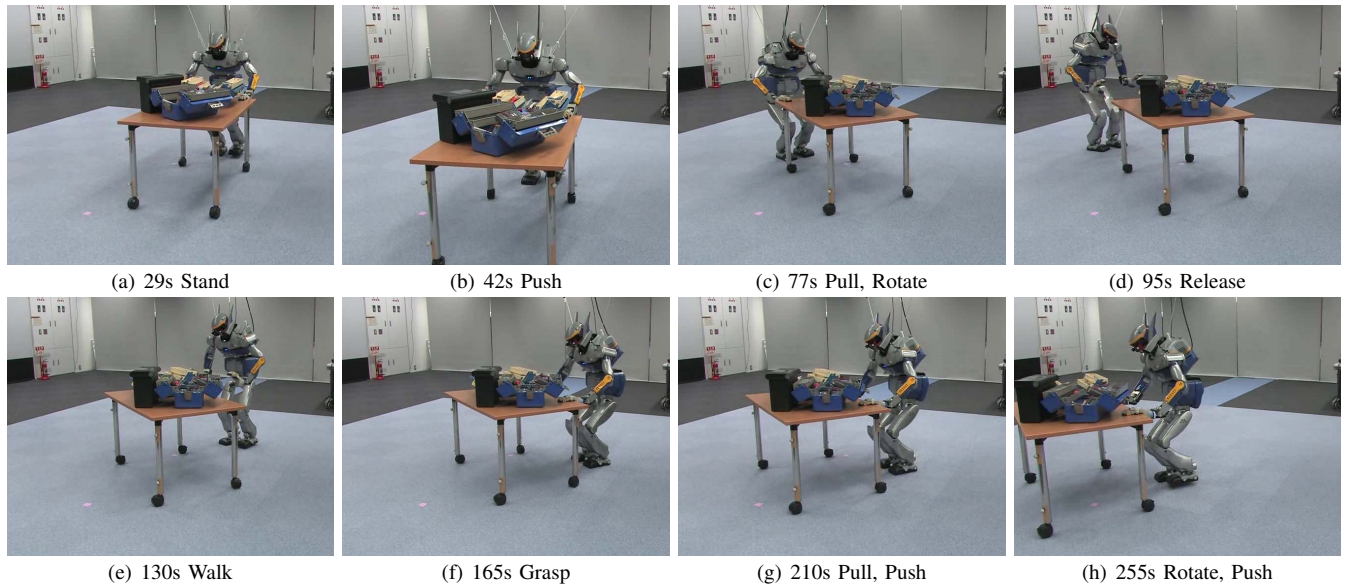 (a) 29s Stand
(b) 42s Push
(c) 77s Pull, Rotate
(d) 95s Release
(e) 130s Walk
(f) 165s Grasp
(g) 210s Pull, Push
(h) 255s Rotate, Push